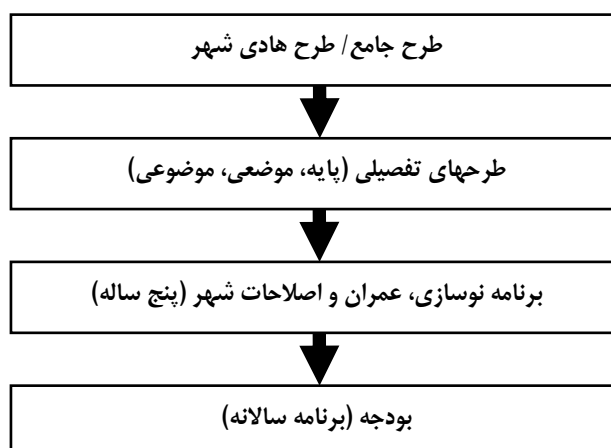 طرح جامع/ طرح هادی شهر
طرحهای تفصیلی (پایه، موضعی، موضوعی)
برنامه نوسازی، عمران و اصلاحات شهر (پنج ساله)
بودجه (برنامه سالانه)